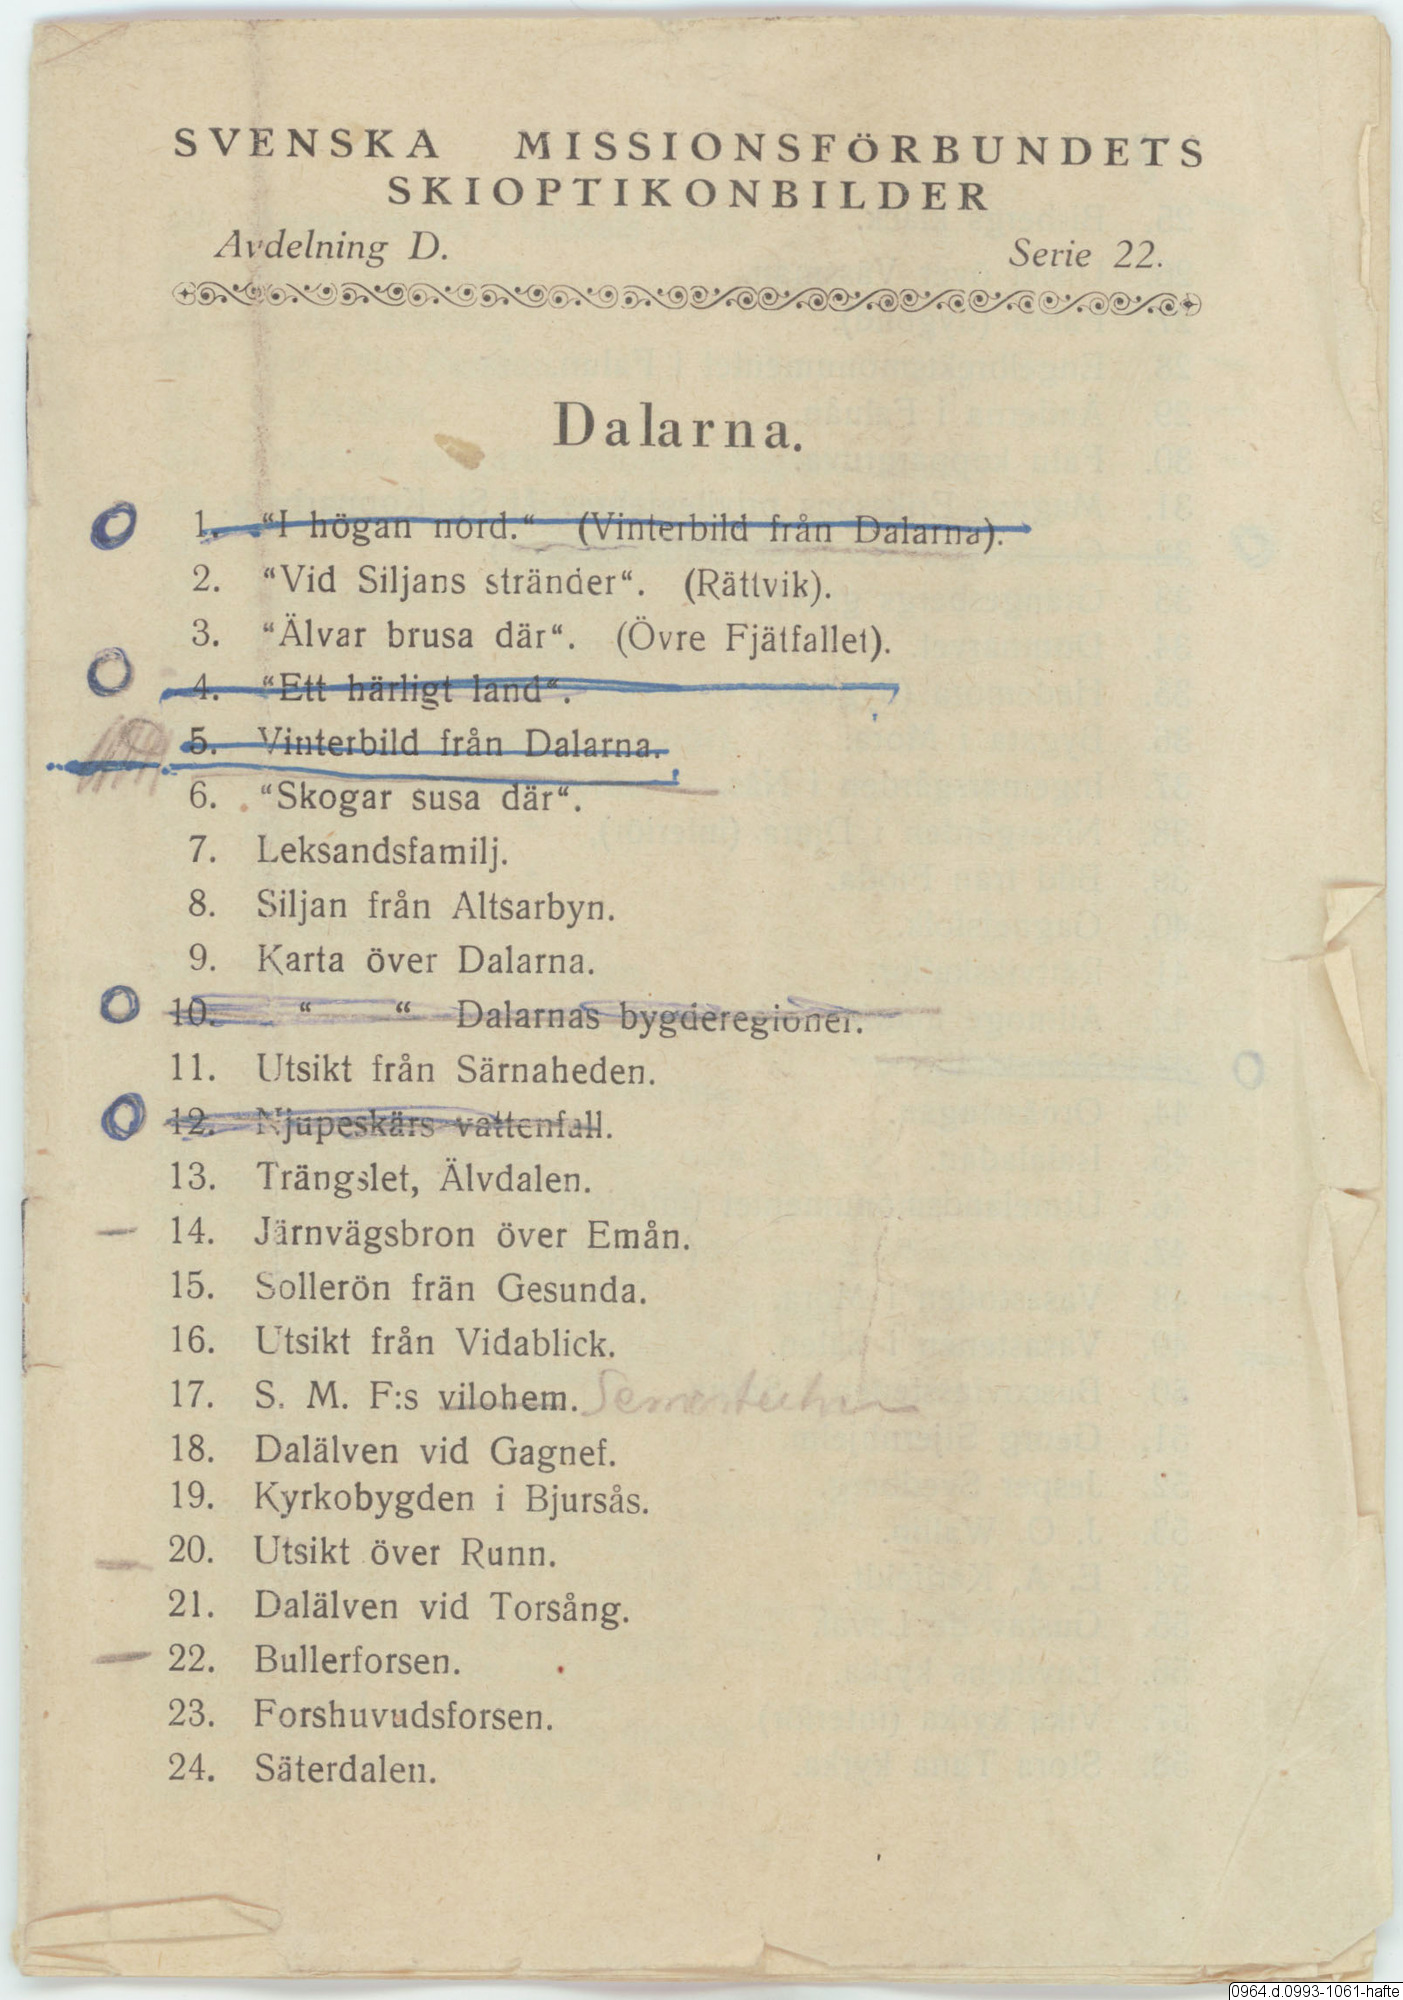 SVENSKA MISSIONSFÖRBUNDETS
SKIOPTIKONBILDER
Avdelning D. Serie 22.
Dalarna.
1. “I högan nord.“ (Vinterbild från Dalarna).
2. “Vid Siljans stränder“. (Rättvik).
3. “Älvar brusa där“. (Övre Fjätfallet).
4. “Ett härligt land“.
5. Vinterbild från Dalarna.
6. “Skogar susa där“.
7. Leksandsfamilj.
8. Siljan från Altsarbyn.
9. Karta över Dalarna.
10. “ “ Dalarnas bygderegioner.
11. Utsikt från Särnaheden.
12. Njupeskärs vattenfall.
13. Trängslet, Älvdalen.
14. Järnvägsbron över Emån.
15. Sollerön frän Gesunda.
16. Utsikt från Vidablick.
17. S. M. F:s vilohem.
18. Dalälven vid Gagnef.
19. Kyrkobygden i Bjursås.
20. Utsikt över Runn.
21. Dalälven vid Torsång.
22. Bullerforsen.
23. Forshuvudsforsen.
24. Säterdalen.
0964.d.0993-1061-hafte